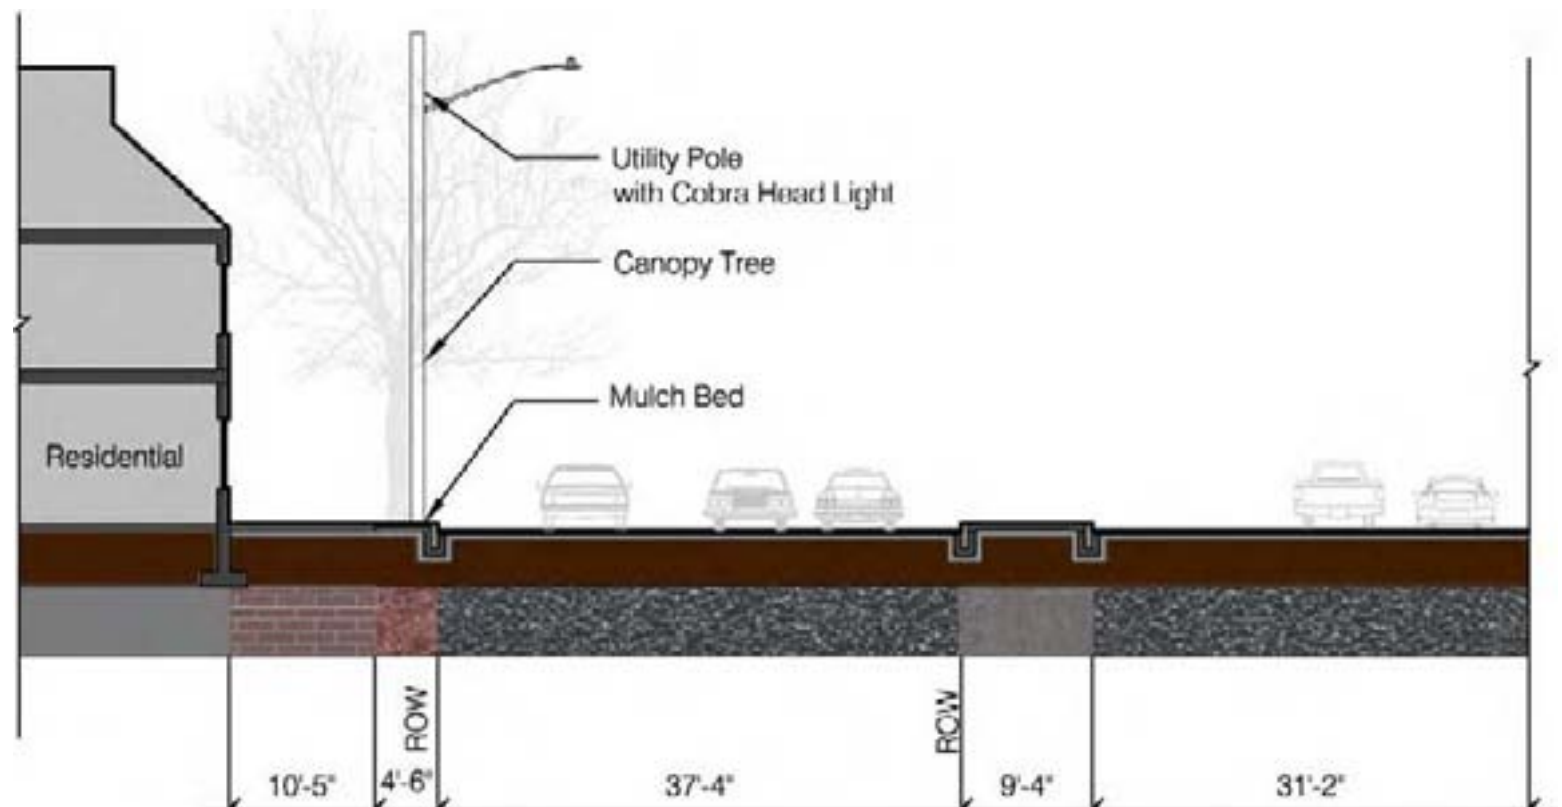 Utility Pole
with Cobra Head Light
Canopy Tree
Mulch Bed
Residential
ROW
ROW
10'-5"
4'-6"
37'-4"
9'-4"
31'-2"